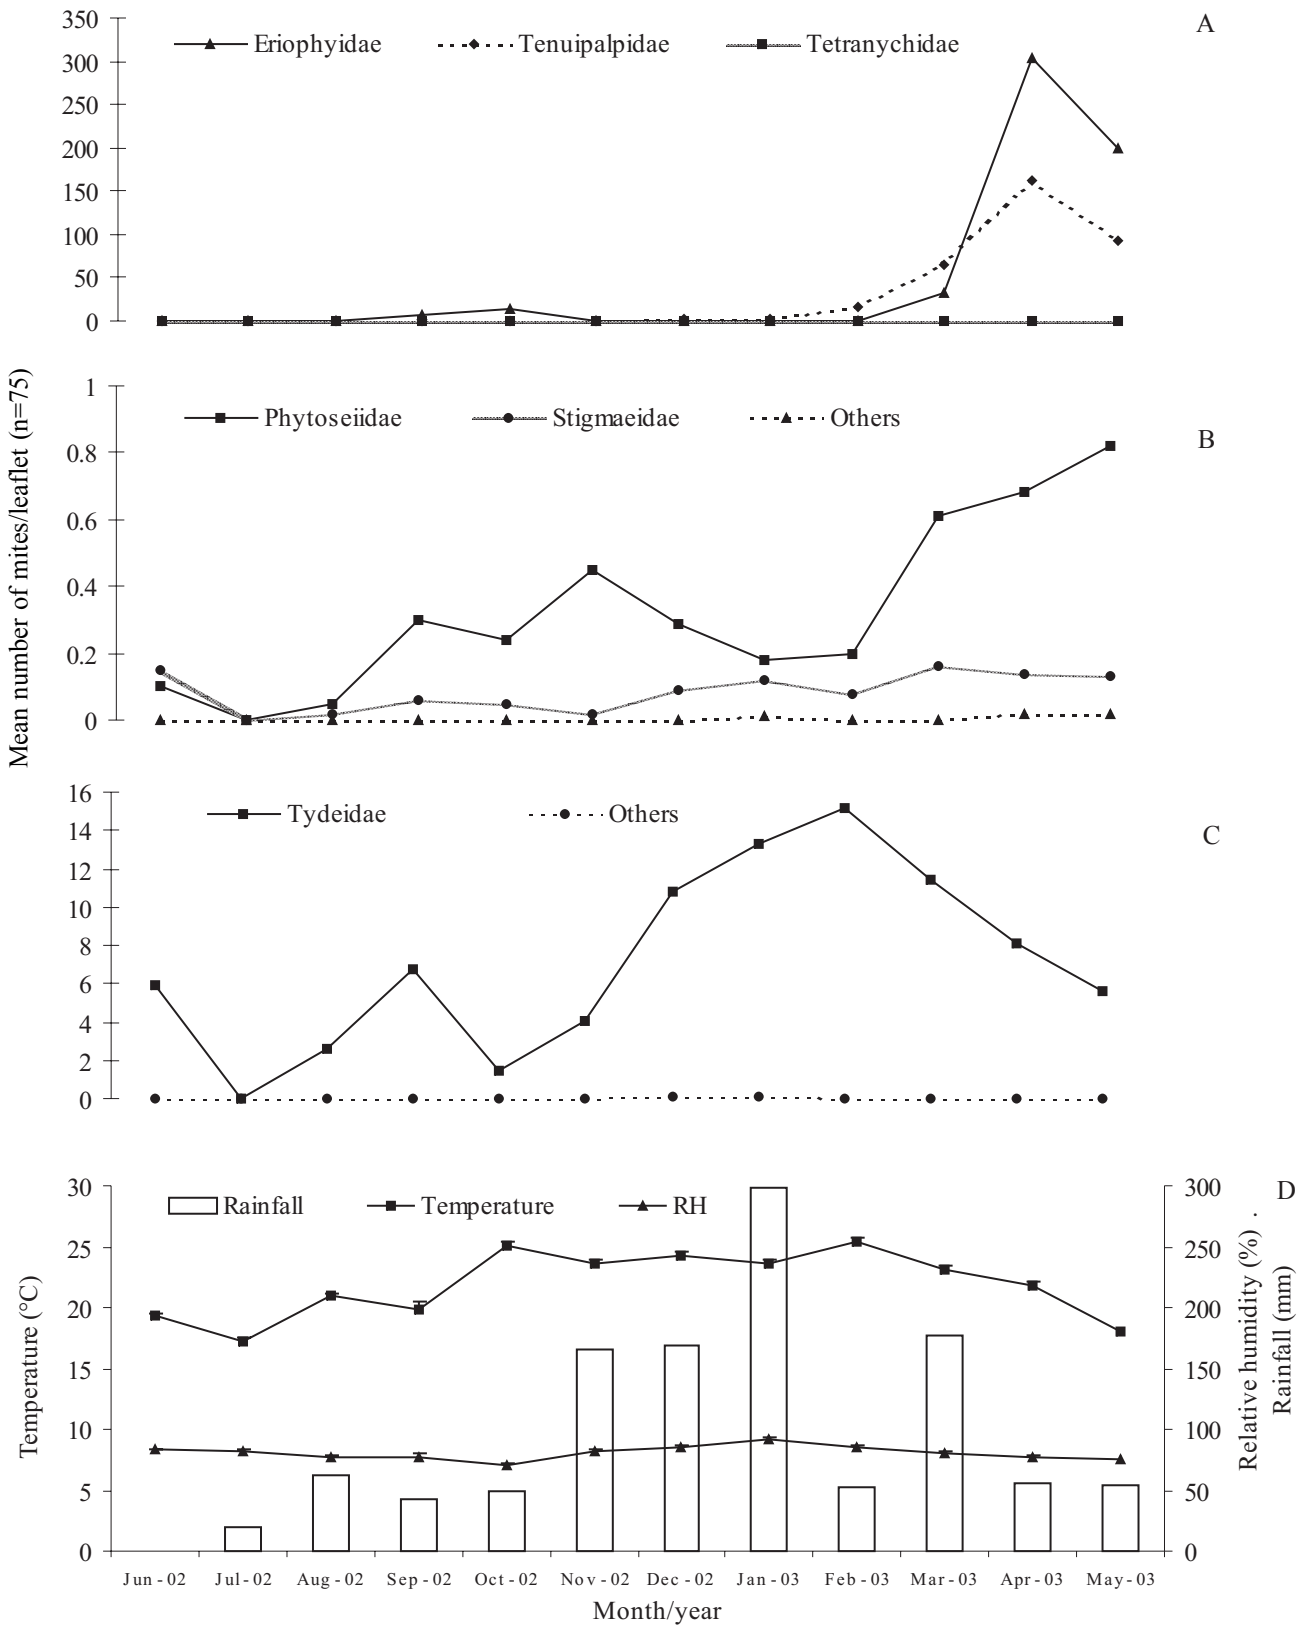 A
Eriophyidae Tenuipalpidae Tetranychidae
350
300
250
200
150
100
50
0
Mean number of mites/leaflet (n=75)
B
Phytoseiidae Stigmaeidae Others
1
0.8
0.6
0.4
0.2
0
C
Tydeidae Others
16
14
12
10
8
6
4
2
0
D
Rainfall Temperature RH
Temperature (°C)
30
25
20
15
10
5
0
300
250
200
150
100
50
0
Relative humidity (%) .
Rainfall (mm)
Jun-02 Jul-02 Aug-02 Sep-02 Oct-02 Nov-02 Dec-02 Jan-03 Feb-03 Mar-03 Apr-03 May-03
Month/year